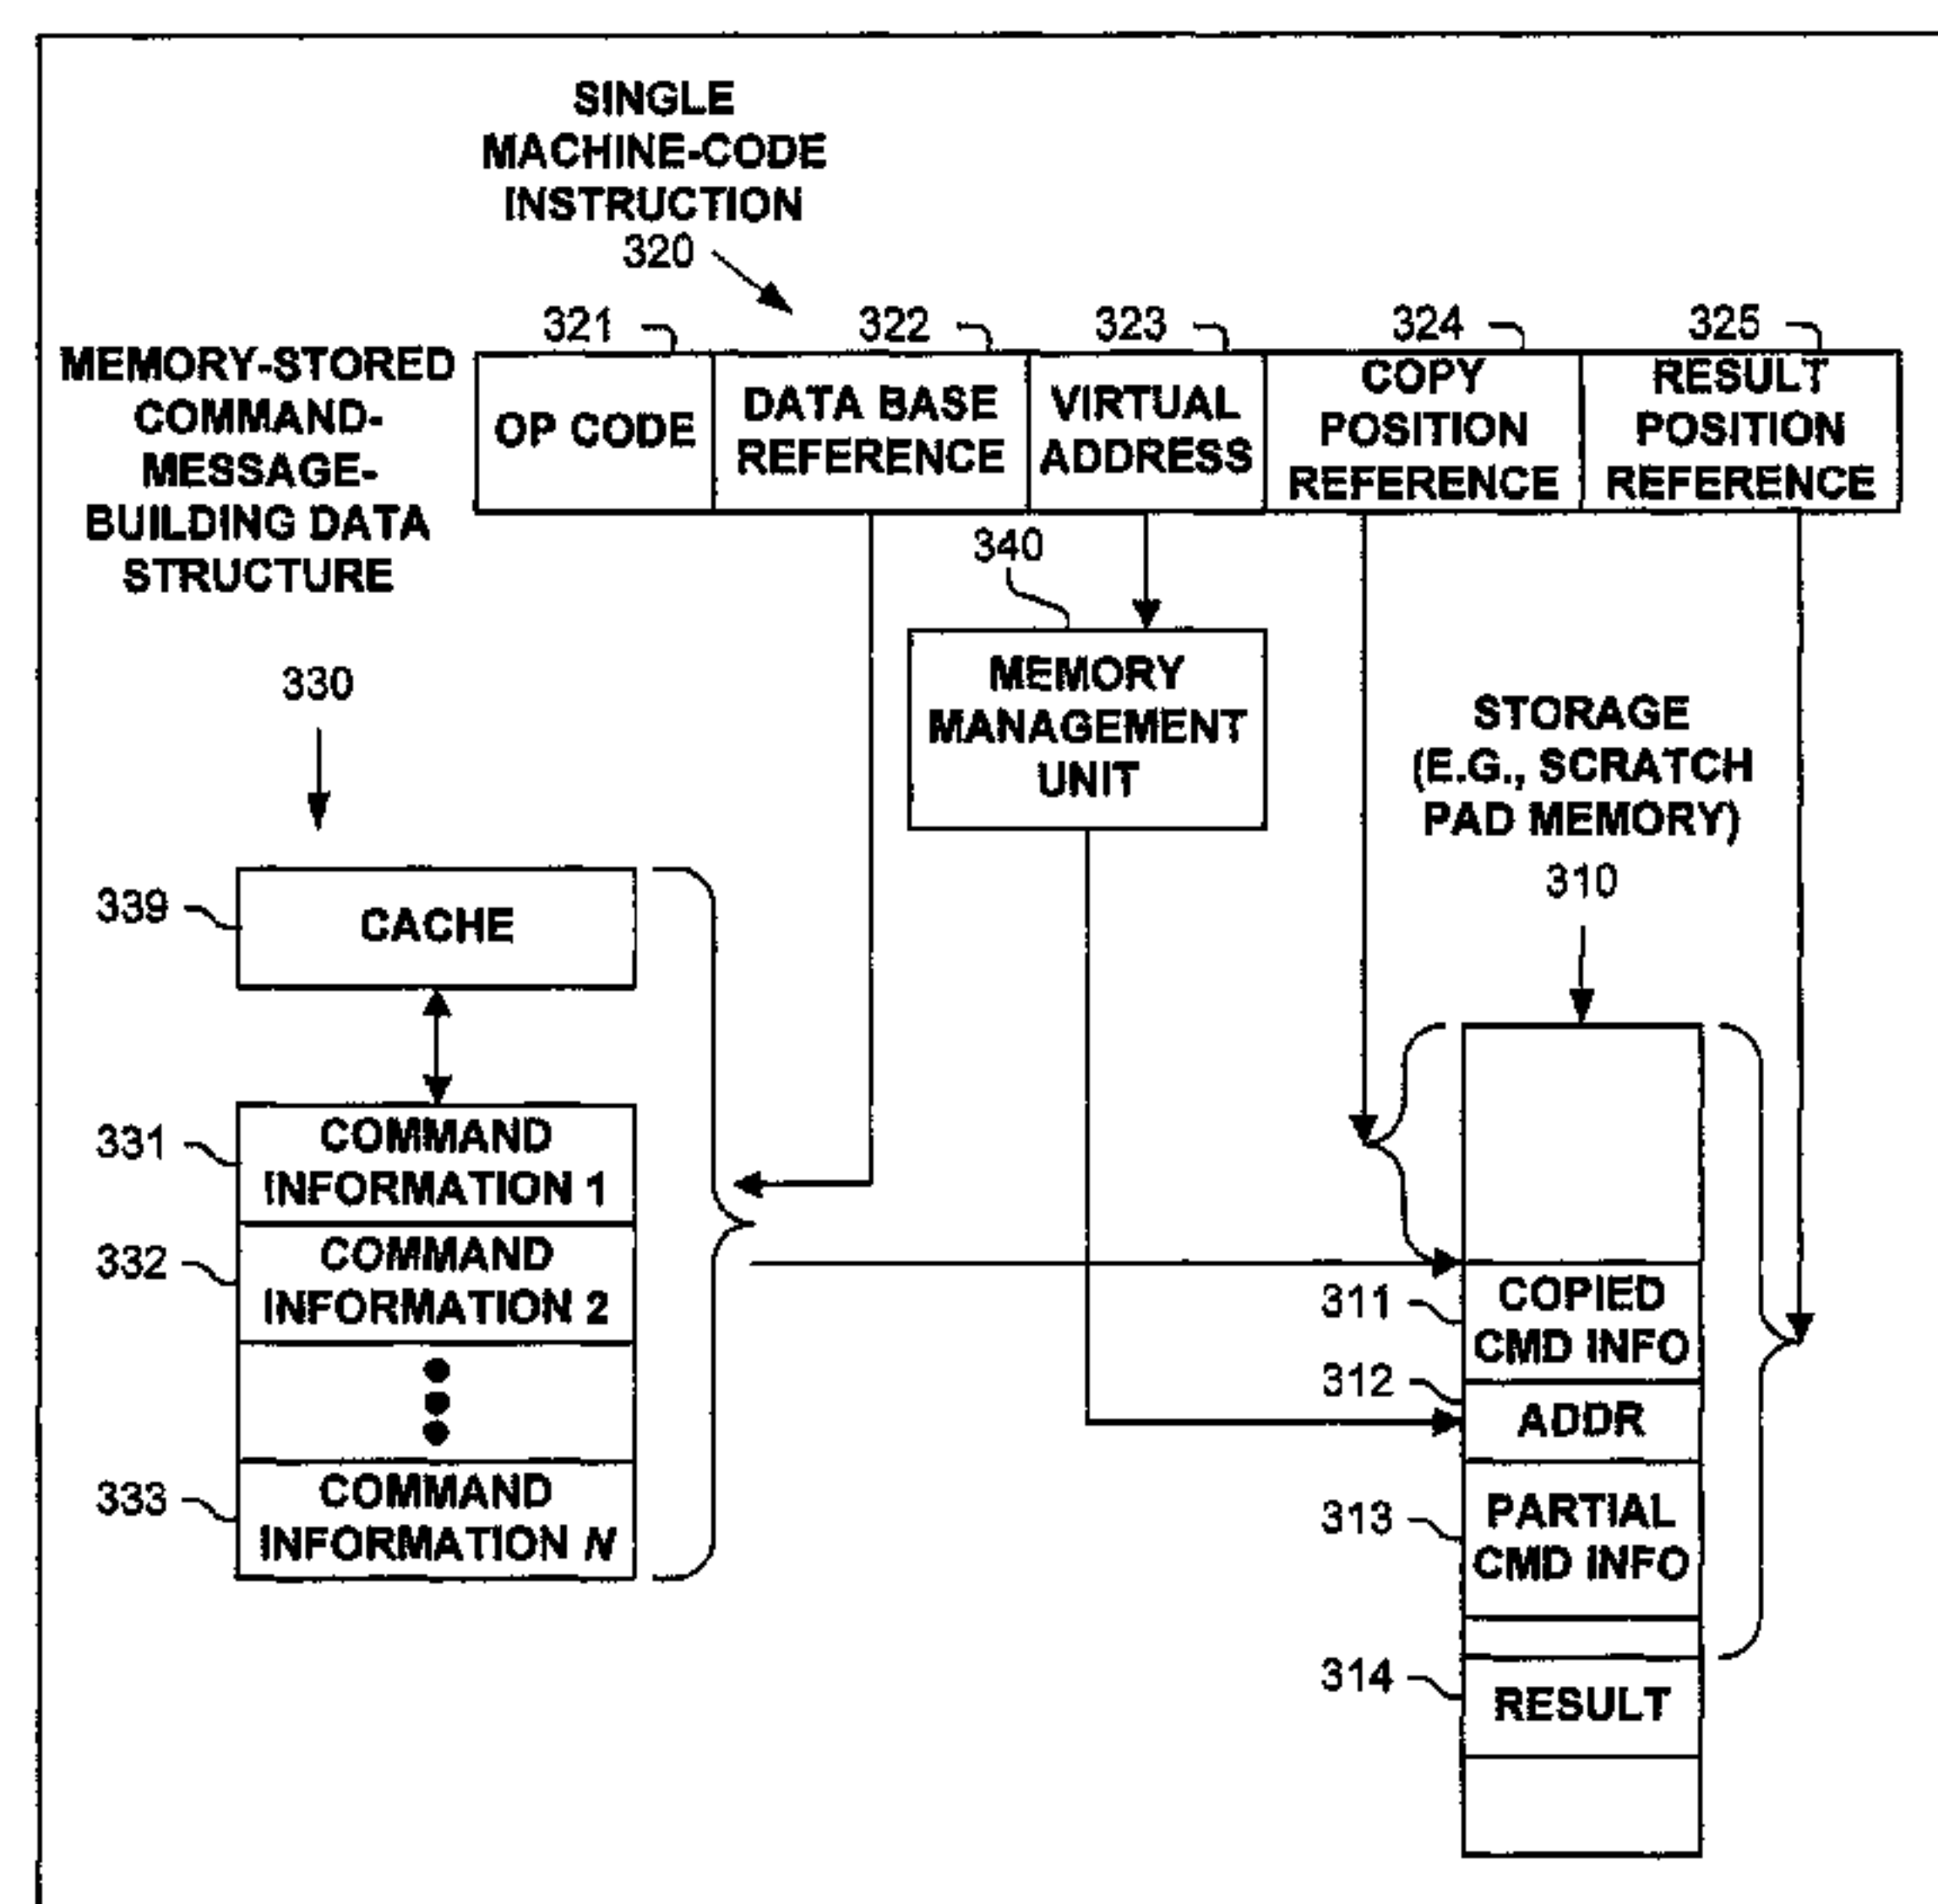 SINGLE
MACHINE-CODE
INSTRUCTION
320
321
322
323
324
325
MEMORY-STORED
COMMAND-
MESSAGE-
BUILDING DATA
STRUCTURE
OP CODE
DATA BASE
REFERENCE
VIRTUAL
ADDRESS
COPY
POSITION
REFERENCE
RESULT
POSITION
REFERENCE
340
MEMORY
MANAGEMENT
UNIT
330
STORAGE
(E.G., SCRATCH
PAD MEMORY)
310
339
CACHE
331
COMMAND
INFORMATION 1
332
COMMAND
INFORMATION 2
333
COMMAND
INFORMATION N
311
COPIED
CMD INFO
312
ADDR
313
PARTIAL
CMD INFO
314
RESULT